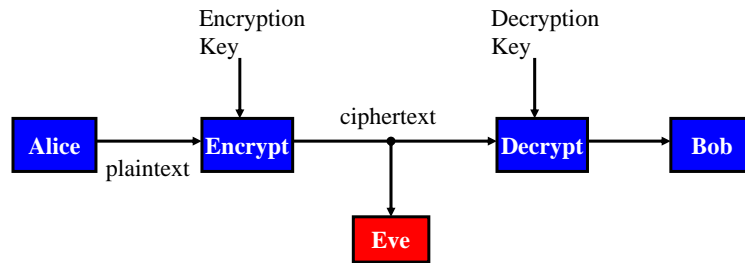 Encryption
Key
Decryption
Key
ciphertext
Alice
Encrypt
Decrypt
Bob
plaintext
Eve